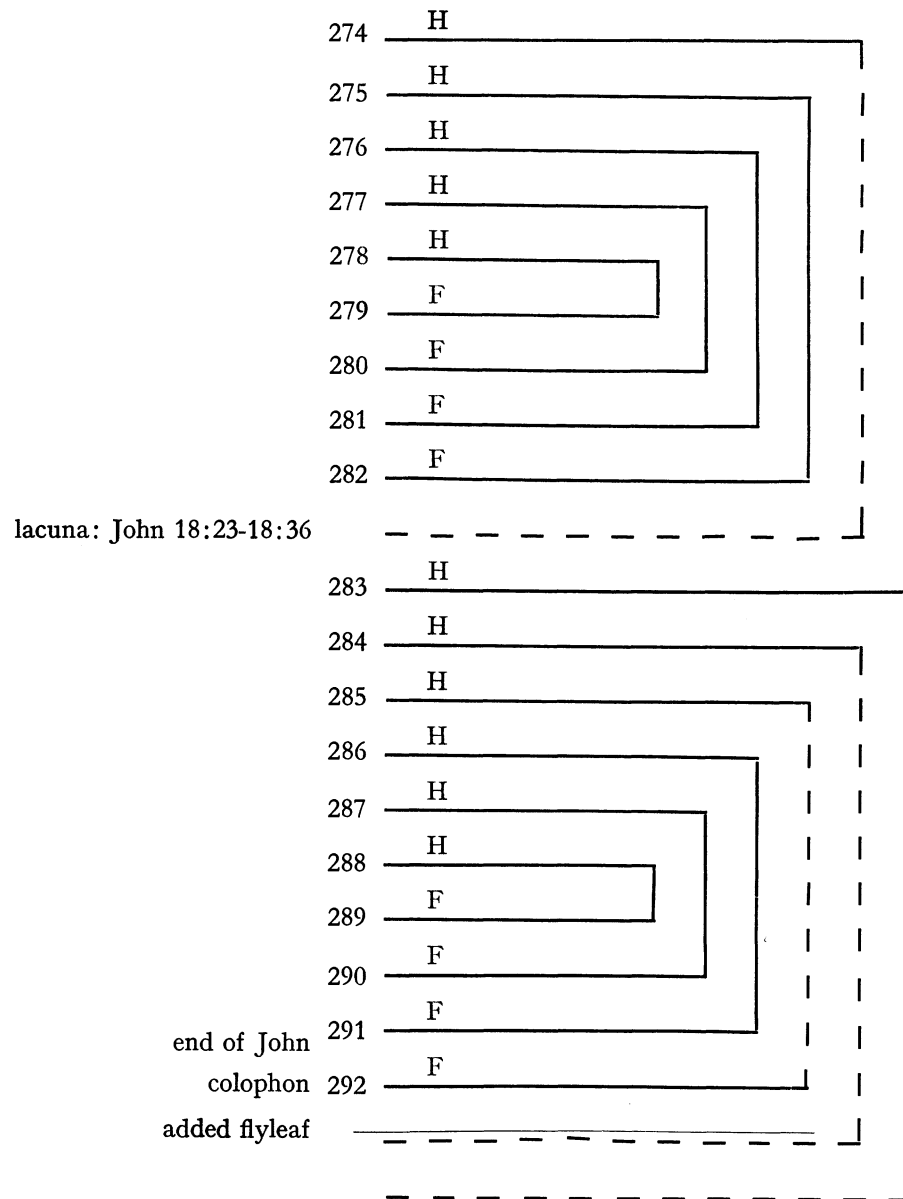 274 H
275 H
276 H
277 H
278 H
279 F
280 F
281 F
282 F
lacuna: John 18:23-18:36
283 H
284 H
285 H
286 H
287 H
288 H
289 F
290 F
291 F
end of John
colophon 292 F
added flyleaf